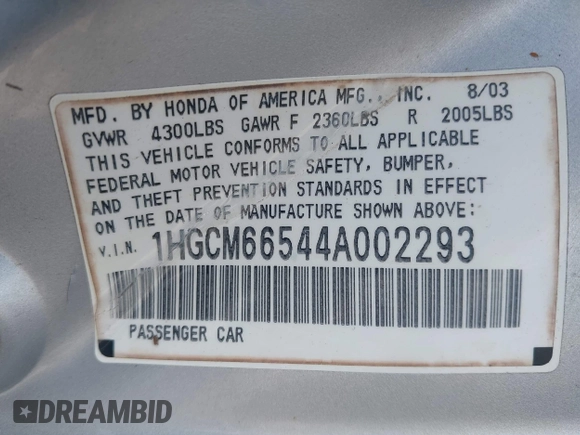 MFD. BY HONDA OF AMERICA MFG., INC. 8/03
GVWR 4300LBS GAWR F 2360LBS R 2005LBS
THIS VEHICLE CONFORMS TO ALL APPLICABLE
FEDERAL MOTOR VEHICLE SAFETY, BUMPER,
AND THEFT PREVENTION STANDARDS IN EFFECT
ON THE DATE OF MANUFACTURE SHOWN ABOVE:
V.I.N. 1HGCM66544A002293
PASSENGER CAR
DREAMBID